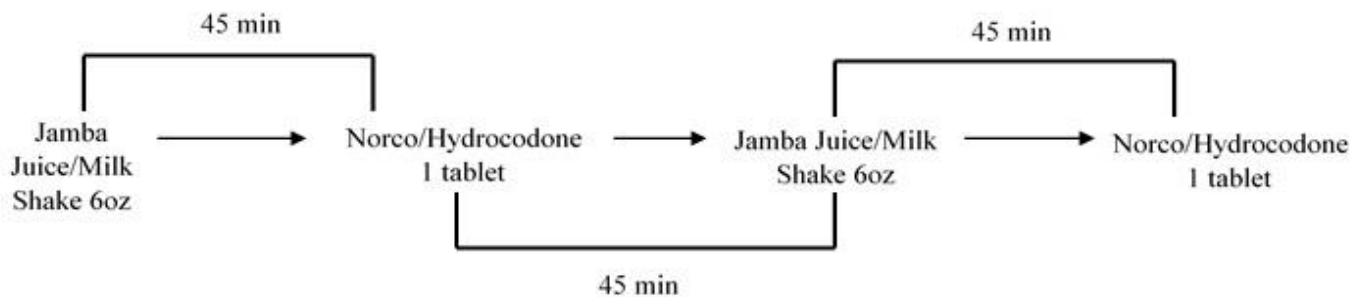 45 min
45 min
Jamba
Juice/Milk
Shake 6oz
Norco/Hydrocodone
1 tablet
Jamba Juice/Milk
Shake 6oz
Norco/Hydrocodone
1 tablet
45 min